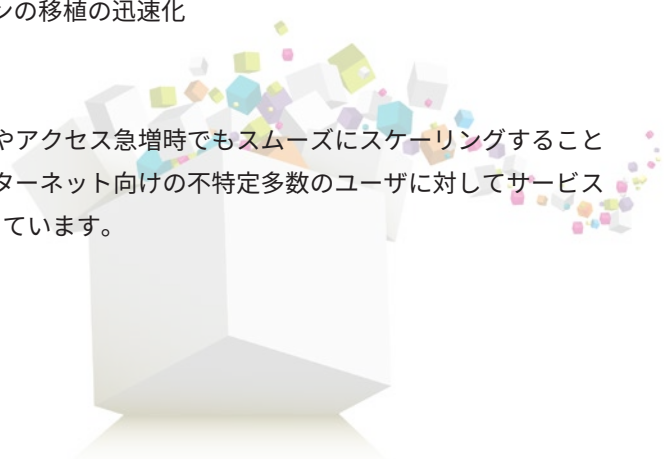 ンの移植の迅速化
やアクセス急増時でもスムーズにスケーリングすること
ターネット向けの不特定多数のユーザに対してサービス
ています。